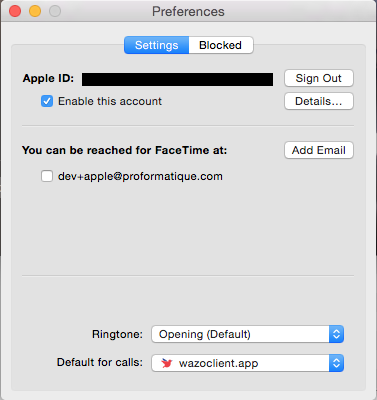 Preferences
Settings Blocked
Apple ID: Sign Out
Enable this account Details...
You can be reached for FaceTime at: Add Email
dev+apple@proformatique.com
Ringtone: Opening (Default)
Default for calls: wazoclient.app